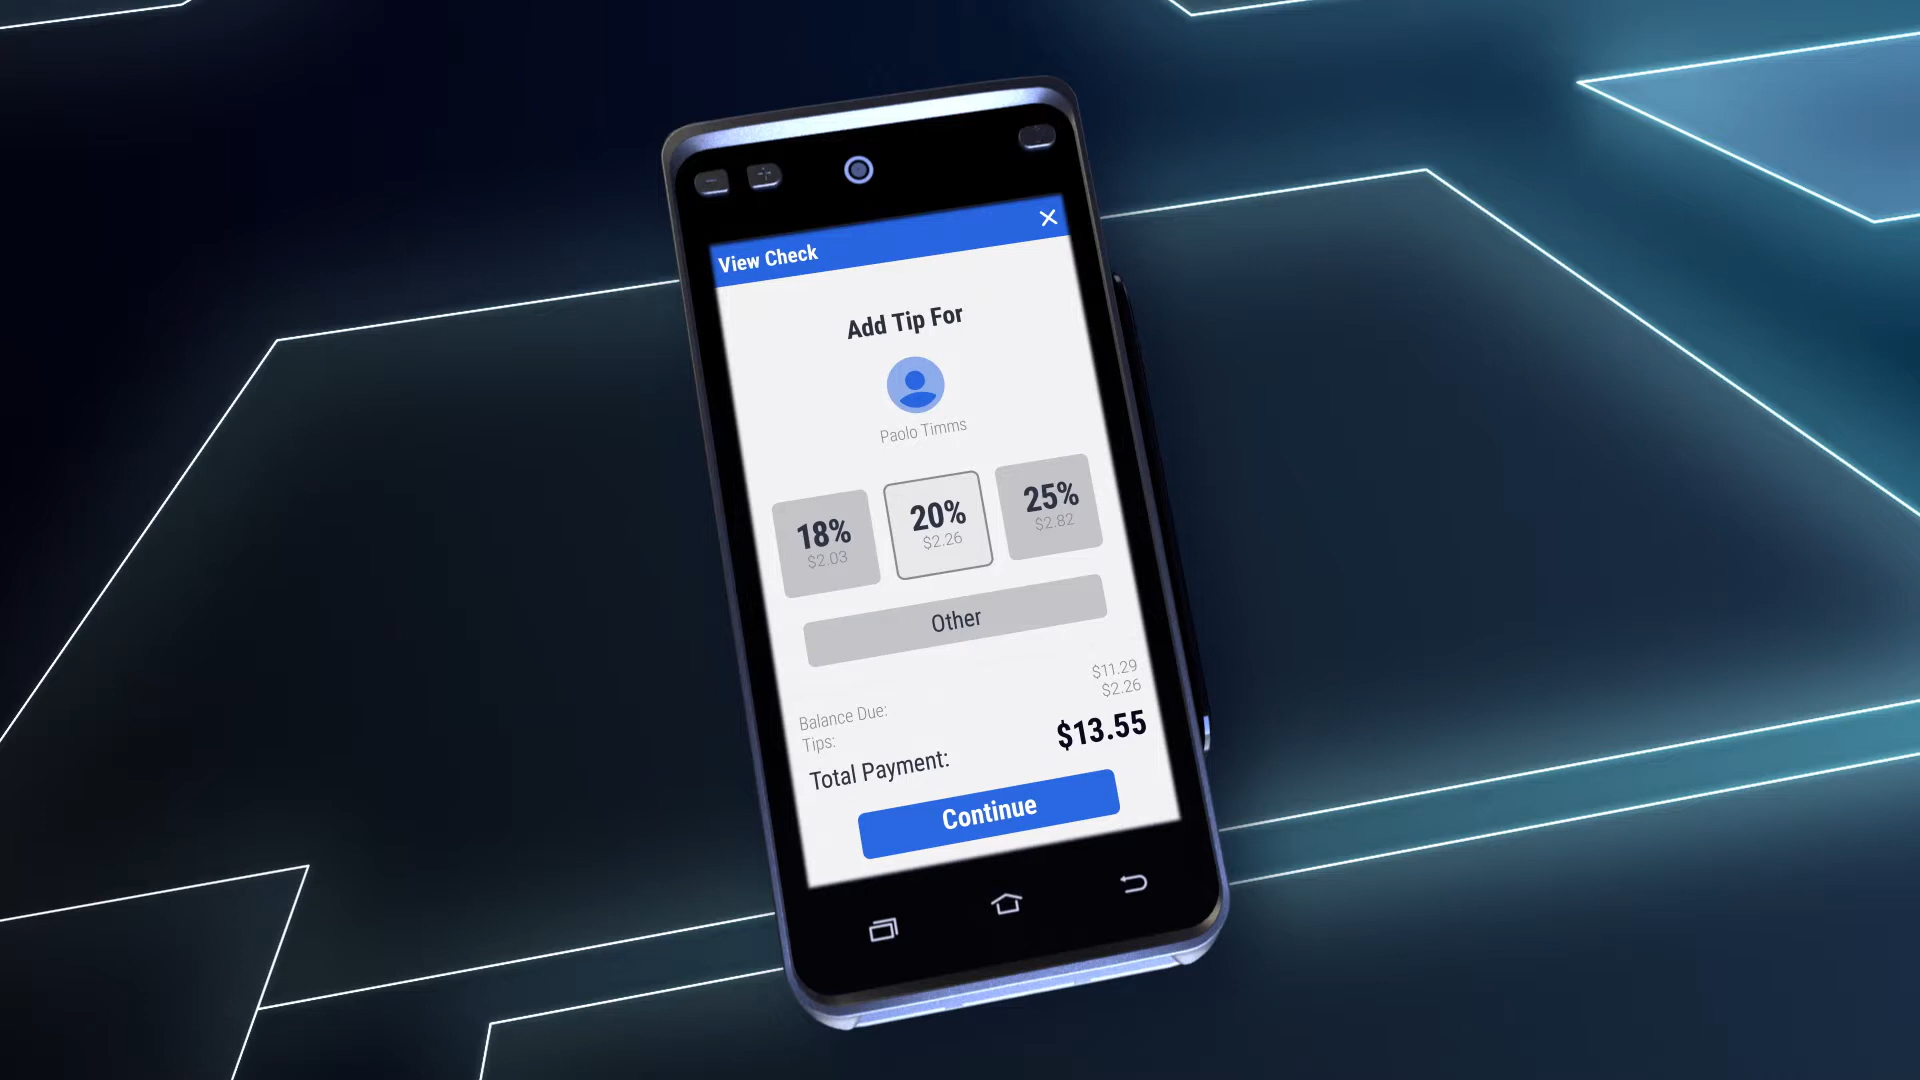 View Check
Add Tip For
Paolo Timms
18%
$2.03
20%
$2.26
25%
$2.82
Other
Balance Due: $11.29
Tips: $2.26
Total Payment: $13.55
Continue